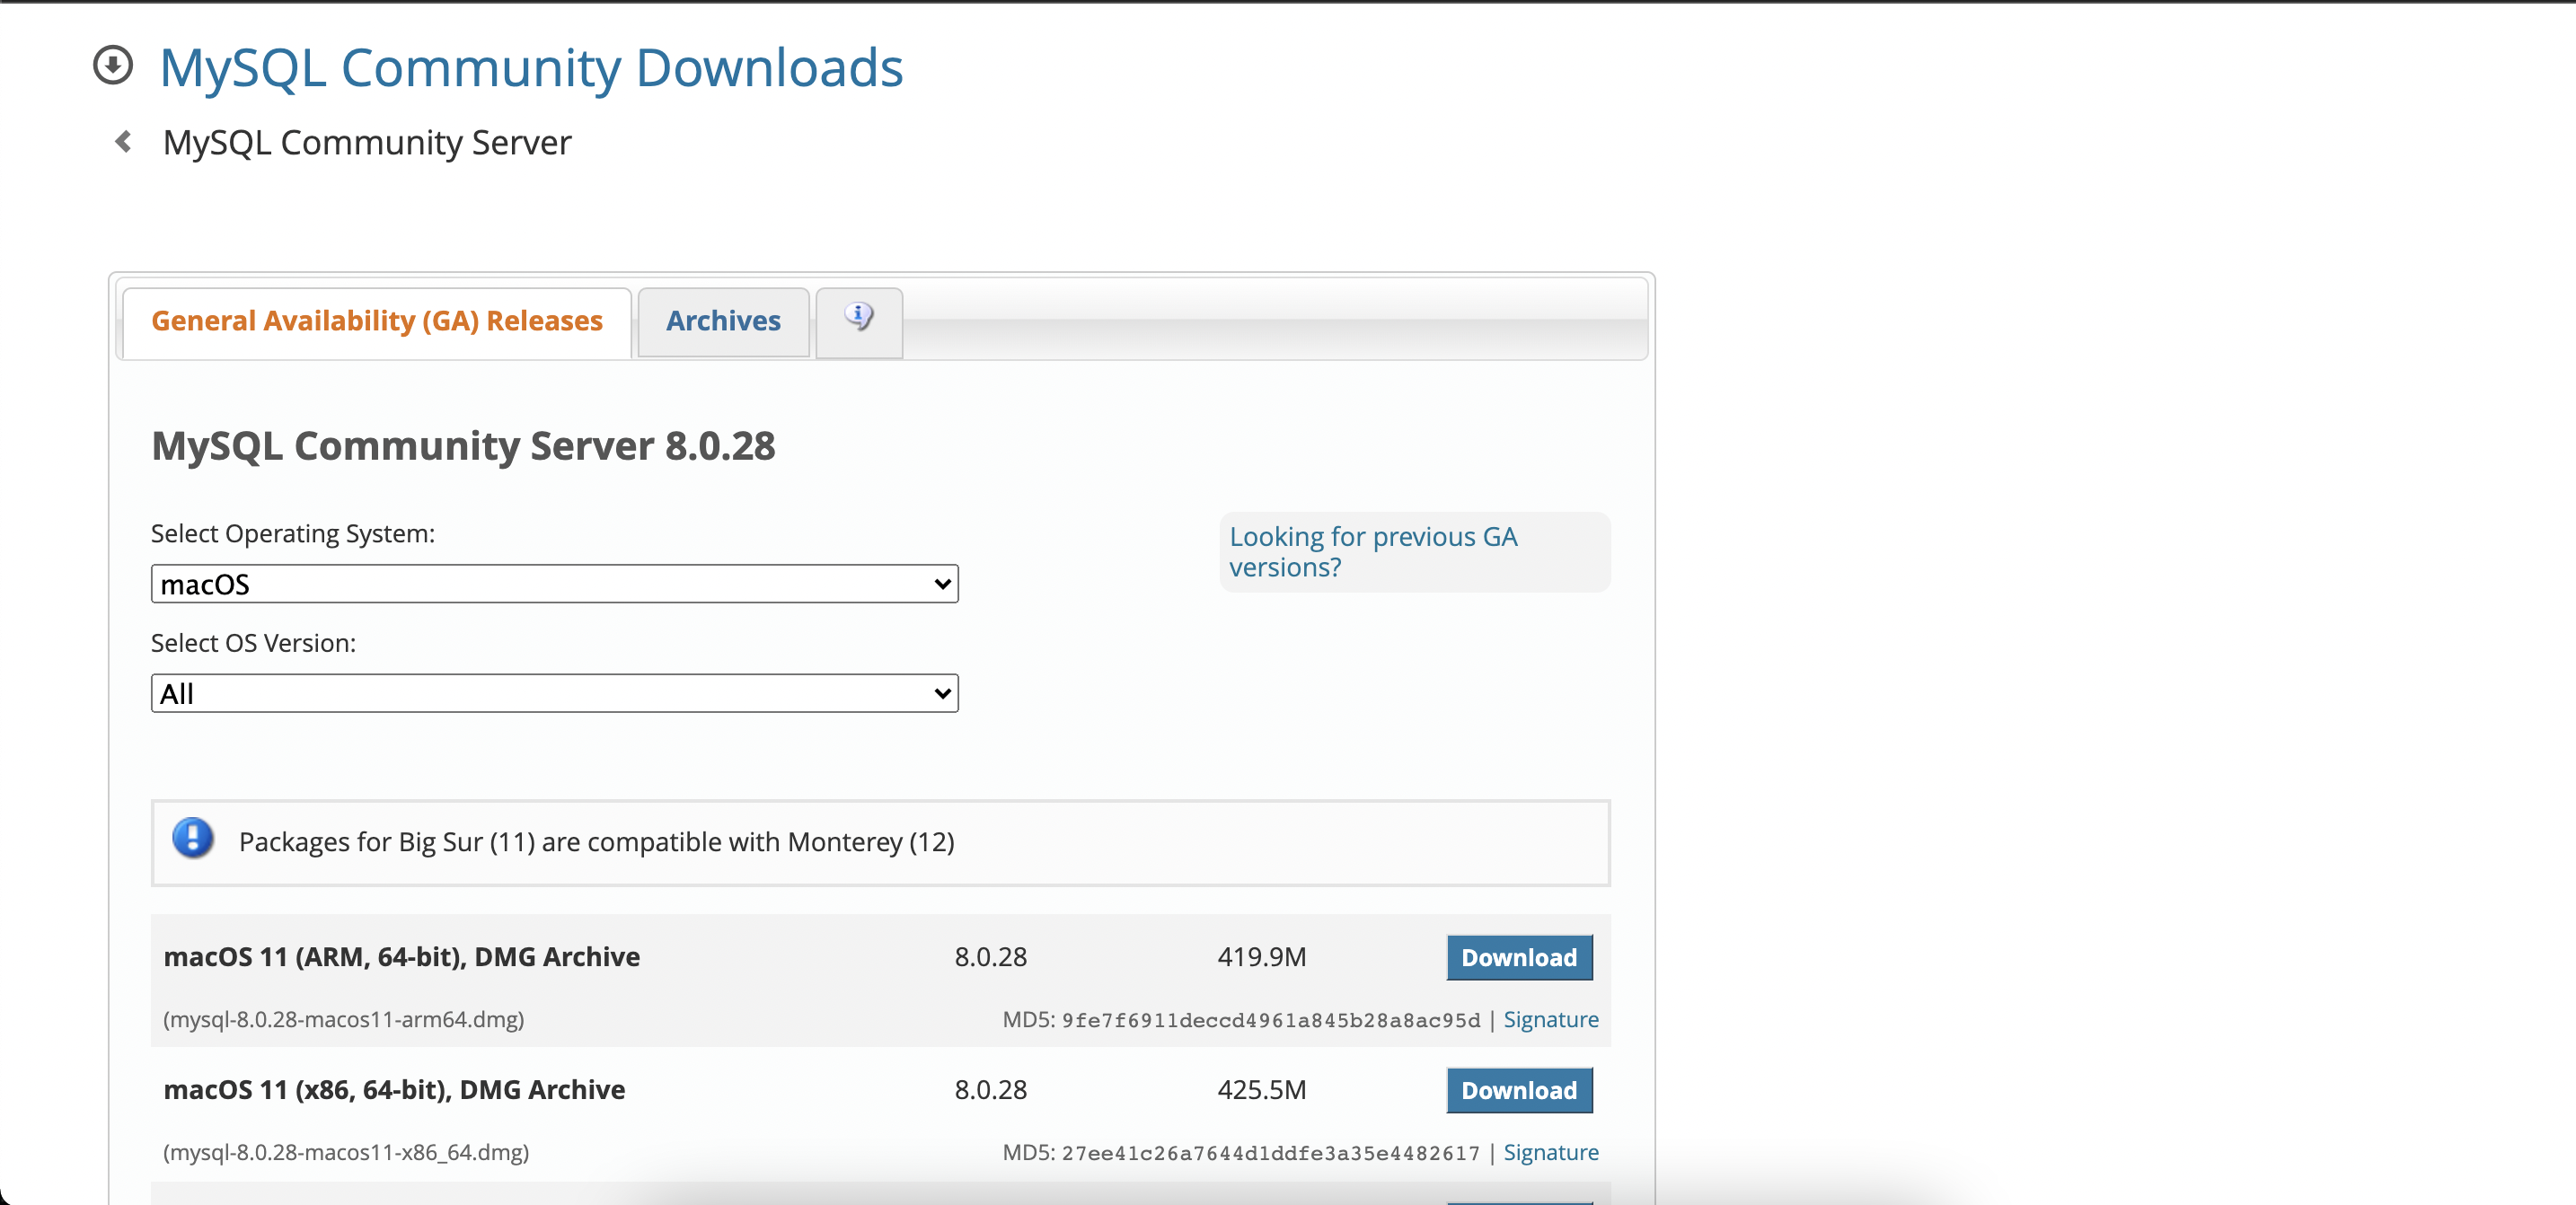 MySQL Community Downloads
MySQL Community Server
General Availability (GA) Releases
Archives
MySQL Community Server 8.0.28
Select Operating System:
macOS
Looking for previous GA
versions?
Select OS Version:
All
Packages for Big Sur (11) are compatible with Monterey (12)
macOS 11 (ARM, 64-bit), DMG Archive 8.0.28 419.9M Download
(mysql-8.0.28-macos11-arm64.dmg) MD5: 9fe7f6911deccd4961a845b28a8ac95d | Signature
macOS 11 (x86, 64-bit), DMG Archive 8.0.28 425.5M Download
(mysql-8.0.28-macos11-x86_64.dmg) MD5: 27ee41c26a7644d1ddfe3a35e4482617 | Signature